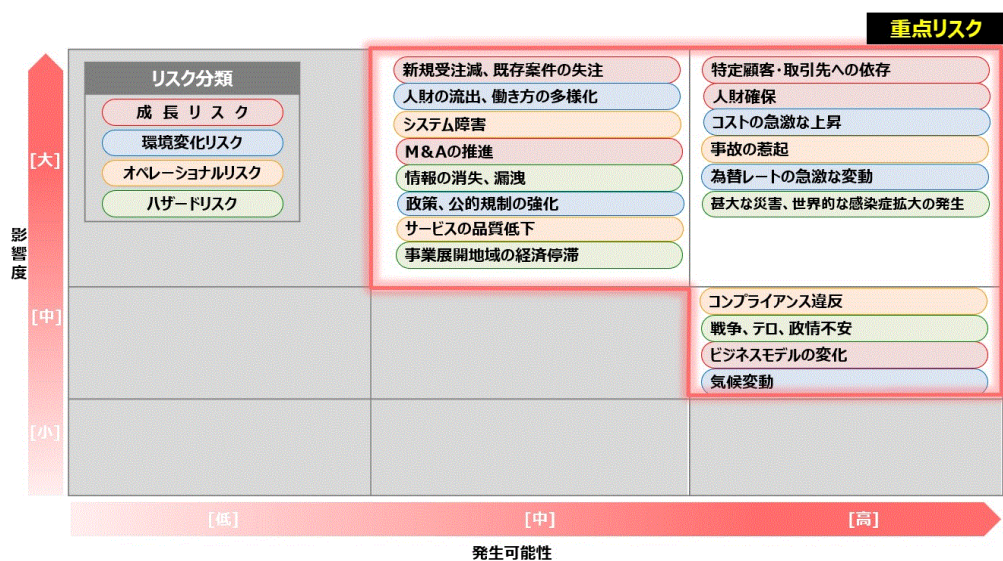 重点リスク
リスク分類
成長リスク
環境変化リスク
オペレーショナルリスク
ハザードリスク
新規受注減、既存案件の失注
人財の流出、働き方の多様化
システム障害
M&Aの推進
情報の消失、漏洩
政策、公的規制の強化
サービスの品質低下
事業展開地域の経済停滞
特定顧客・取引先への依存
人財確保
コストの急激な上昇
事故の惹起
為替レートの急激な変動
甚大な災害、世界的な感染症拡大の発生
コンプライアンス違反
戦争、テロ、政情不安
ビジネスモデルの変化
気候変動
影響度
[大]
[中]
[小]
[低]
[中]
[高]
発生可能性